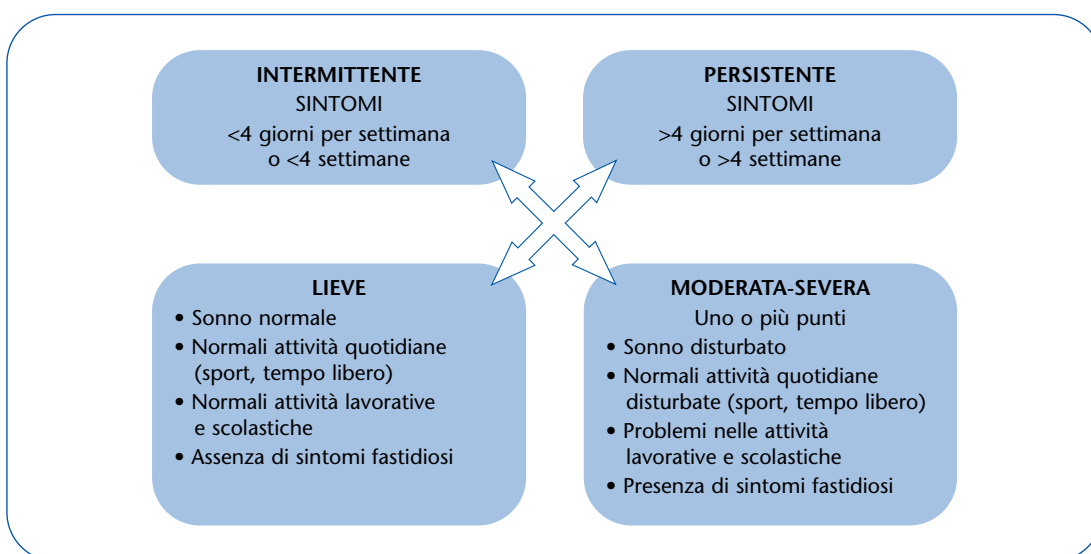 INTERMITTENTE
SINTOMI
<4 giorni per settimana
o <4 settimane
PERSISTENTE
SINTOMI
>4 giorni per settimana
o >4 settimane
LIEVE
• Sonno normale
• Normali attività quotidiane
(sport, tempo libero)
• Normali attività lavorative
e scolastiche
• Assenza di sintomi fastidiosi
MODERATA-SEVERA
Uno o più punti
• Sonno disturbato
• Normali attività quotidiane
disturbate (sport, tempo libero)
• Problemi nelle attività
lavorative e scolastiche
• Presenza di sintomi fastidiosi